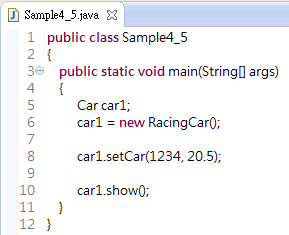 Sample4_5.java
1 public class Sample4_5
2 {
3 public static void main(String[] args)
4 {
5 Car car1;
6 car1 = new RacingCar();
7
8 car1.setCar(1234, 20.5);
9
10 car1.show();
11 }
12 }